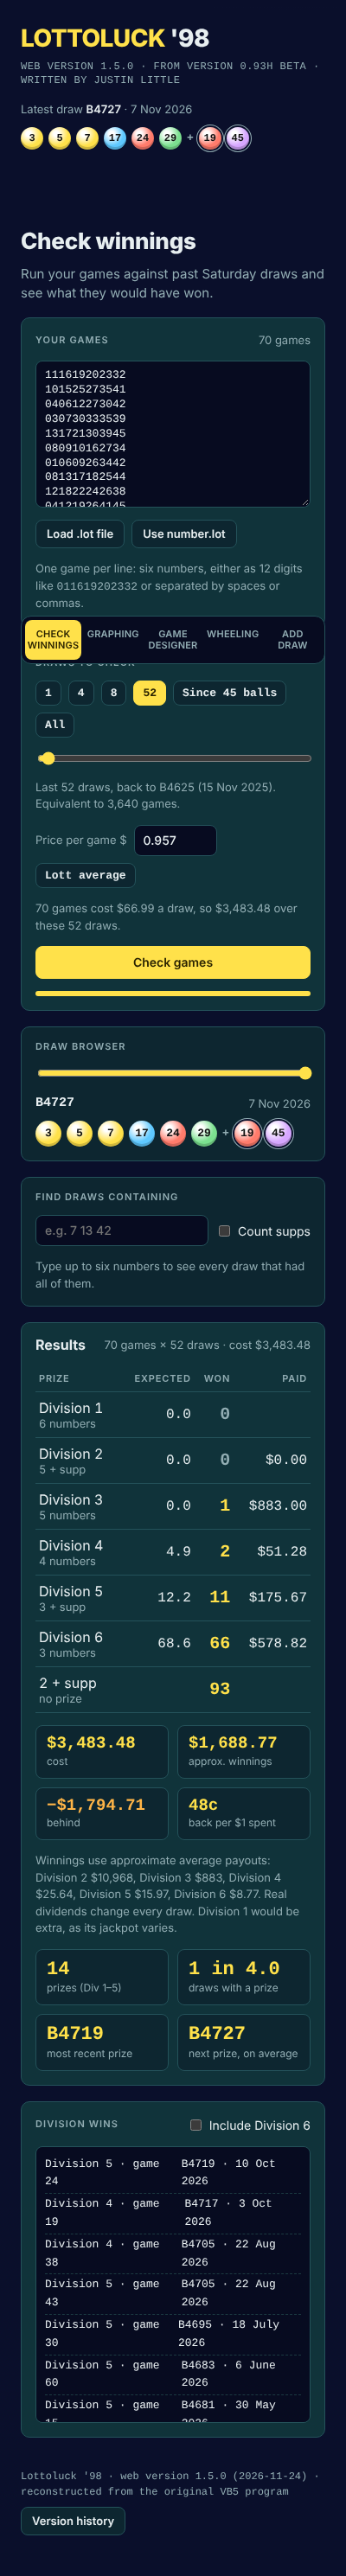 LOTTOLUCK '98
WEB VERSION 1.5.0 · FROM VERSION 0.93H BETA ·
WRITTEN BY JUSTIN LITTLE
Latest draw B4727 · 7 Nov 2026
3 5 7 17 24 29 + 19 45
Check winnings
Run your games against past Saturday draws and
see what they would have won.
YOUR GAMES 70 games
111619202332
101525273541
040612273042
030730333539
131721303945
080910162734
010609263442
081317182544
121822242638
041219264145
Load .lot file Use number.lot
One game per line: six numbers, either as 12 digits
like 011619202332 or separated by spaces or
commas.
CHECK WINNINGS GRAPHING GAME DESIGNER WHEELING ADD DRAW
DRAWS TO CHECK
1 4 8 52 Since 45 balls
All
Last 52 draws, back to B4625 (15 Nov 2025).
Equivalent to 3,640 games.
Price per game $ 0.957
Lott average
70 games cost $66.99 a draw, so $3,483.48 over
these 52 draws.
Check games
DRAW BROWSER
B4727 7 Nov 2026
3 5 7 17 24 29 + 19 45
FIND DRAWS CONTAINING
e.g. 7 13 42 Count supps
Type up to six numbers to see every draw that had
all of them.
Results 70 games × 52 draws · cost $3,483.48
PRIZE EXPECTED WON PAID
Division 1 0.0 0
6 numbers
Division 2 0.0 0 $0.00
5 + supp
Division 3 0.0 1 $883.00
5 numbers
Division 4 4.9 2 $51.28
4 numbers
Division 5 12.2 11 $175.67
3 + supp
Division 6 68.6 66 $578.82
3 numbers
2 + supp 93
no prize
$3,483.48 $1,688.77
cost approx. winnings
−$1,794.71 48c
behind back per $1 spent
Winnings use approximate average payouts:
Division 2 $10,968, Division 3 $883, Division 4
$25.64, Division 5 $15.97, Division 6 $8.77. Real
dividends change every draw. Division 1 would be
extra, as its jackpot varies.
14 1 in 4.0
prizes (Div 1–5) draws with a prize
B4719 B4727
most recent prize next prize, on average
DIVISION WINS Include Division 6
Division 5 · game B4719 · 10 Oct
24 2026
Division 4 · game B4717 · 3 Oct
19 2026
Division 4 · game B4705 · 22 Aug
38 2026
Division 5 · game B4705 · 22 Aug
43 2026
Division 5 · game B4695 · 18 July
30 2026
Division 5 · game B4683 · 6 June
60 2026
Division 5 · game B4681 · 30 May
15 2026
Lottoluck '98 · web version 1.5.0 (2026-11-24) ·
reconstructed from the original VB5 program
Version history